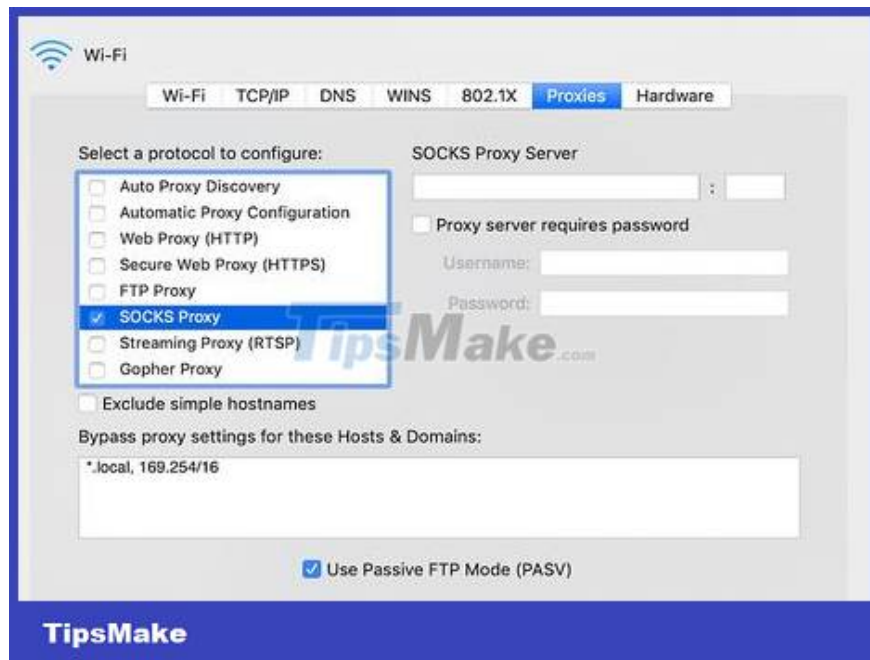 Wi-Fi
Wi-Fi TCP/IP DNS WINS 802.1X Proxies Hardware
Select a protocol to configure:
Auto Proxy Discovery
Automatic Proxy Configuration
Web Proxy (HTTP)
Secure Web Proxy (HTTPS)
FTP Proxy
SOCKS Proxy
Streaming Proxy (RTSP)
Gopher Proxy
Exclude simple hostnames
SOCKS Proxy Server
:
Proxy server requires password
Username:
Password:
TipsMake.com
Bypass proxy settings for these Hosts & Domains:
*.local, 169.254/16
Use Passive FTP Mode (PASV)
TipsMake